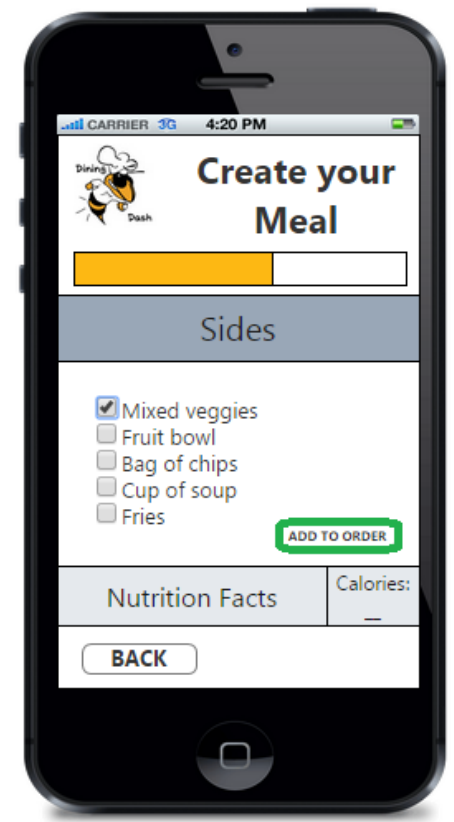 CARRIER 3G 4:20 PM
Dining
Dash
Create your
Meal
Sides
Mixed veggies
Fruit bowl
Bag of chips
Cup of soup
Fries
ADD TO ORDER
Nutrition Facts
Calories:
__
BACK